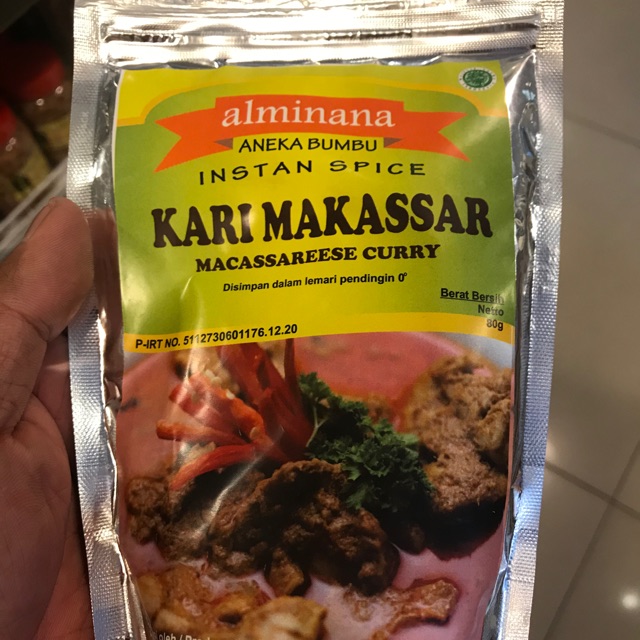 alminana
ANEKA BUMBU
INSTAN SPICE
KARI MAKASSAR
MACASSAREESE CURRY
Disimpan dalam lemari pendingin 0°
Berat Bersih
Netto
80g
P-IRT NO. 5112730601176.12.20